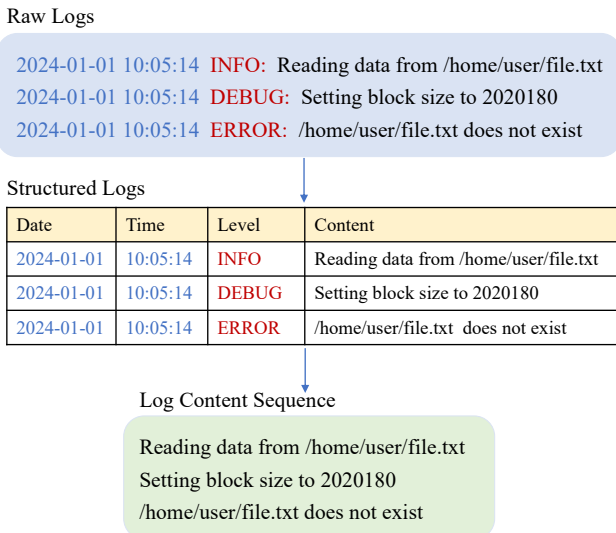 Raw Logs
2024-01-01 10:05:14 INFO: Reading data from /home/user/file.txt
2024-01-01 10:05:14 DEBUG: Setting block size to 2020180
2024-01-01 10:05:14 ERROR: /home/user/file.txt does not exist
Structured Logs
Date Time Level Content
2024-01-01 10:05:14 INFO Reading data from /home/user/file.txt
2024-01-01 10:05:14 DEBUG Setting block size to 2020180
2024-01-01 10:05:14 ERROR /home/user/file.txt does not exist
Log Content Sequence
Reading data from /home/user/file.txt
Setting block size to 2020180
/home/user/file.txt does not exist